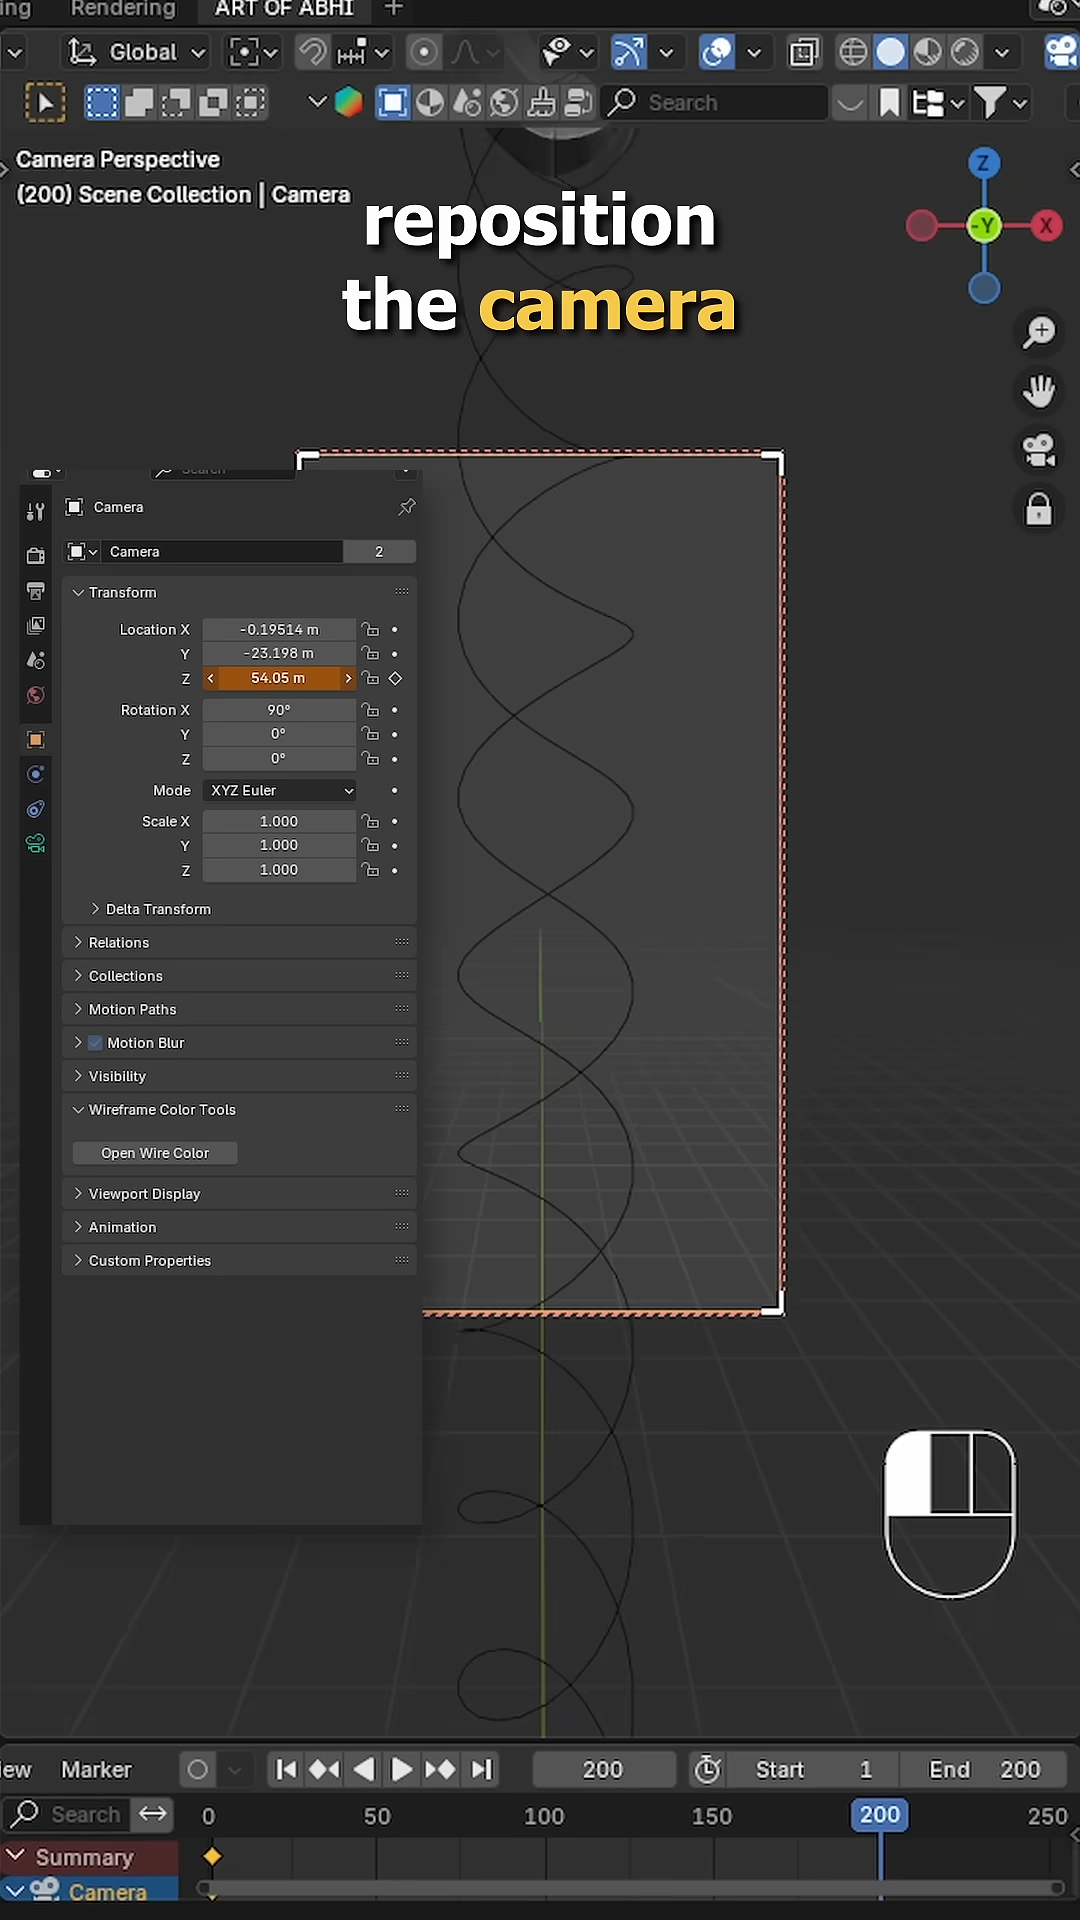 ing Rendering ART OF ABHI +
Global
Search
Camera Perspective
(200) Scene Collection | Camera
reposition
the camera
Z
-Y
X
Search
Camera
Camera 2
Transform
Location X -0.19514 m
Y -23.198 m
Z 54.05 m
Rotation X 90°
Y 0°
Z 0°
Mode XYZ Euler
Scale X 1.000
Y 1.000
Z 1.000
Delta Transform
Relations
Collections
Motion Paths
Motion Blur
Visibility
Wireframe Color Tools
Open Wire Color
Viewport Display
Animation
Custom Properties
iew Marker 200 Start 1 End 200
Search 0 50 100 150 200 250
Summary
Camera